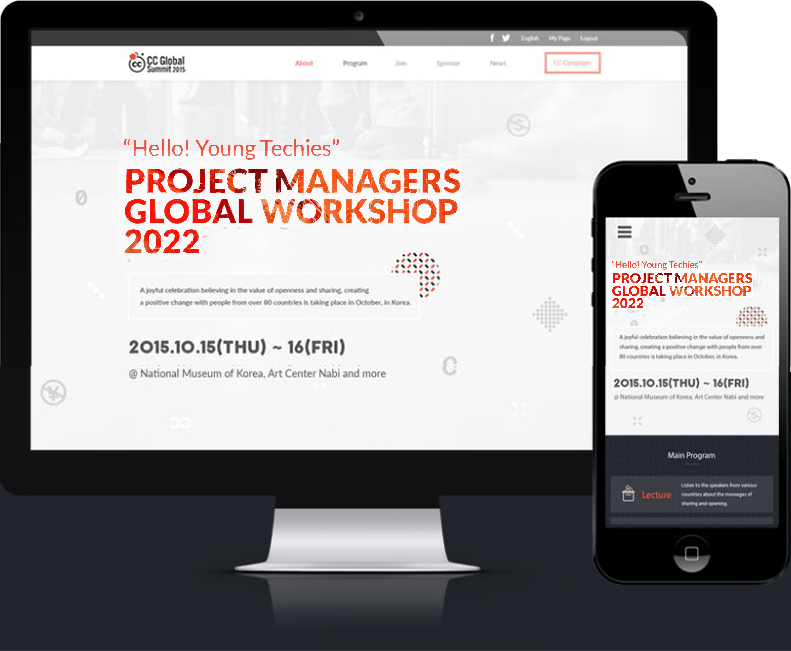 English My Page Logout
CC Global
Summit 2015
About Program Join Sponsor News CC Campaign
“Hello! Young Techies”
PROJECT MANAGERS
GLOBAL WORKSHOP
2022
A joyful celebration believing in the value of openness and sharing, creating
a positive change with people from over 80 countries is taking place in October, in Korea.
2015.10.15(THU) ~ 16(FRI)
@ National Museum of Korea, Art Center Nabi and more
“Hello! Young Techies”
PROJECT MANAGERS
GLOBAL WORKSHOP
2022
A joyful celebration believing in the value of openness and
sharing, creating a positive change with people from over
80 countries is taking place in October, in Korea.
2015.10.15(THU) ~ 16(FRI)
@ National Museum of Korea, Art Center Nabi and more
Main Program
Lecture
Listen to the speakers from various
countries about the messeges of
sharing and opening.